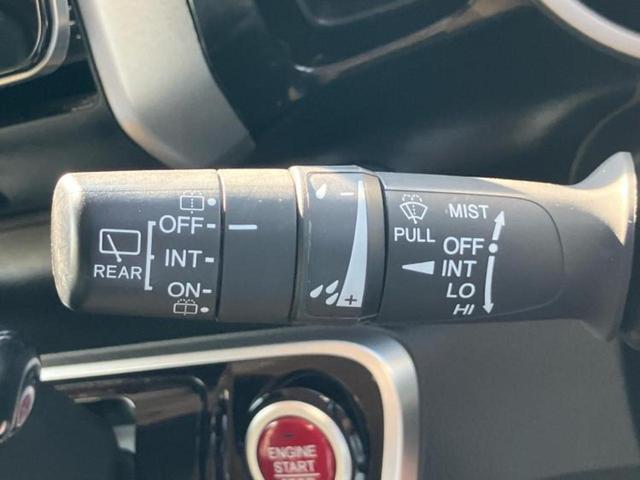 REAR
OFF
INT
ON
−
+
PULL
MIST
OFF
INT
LO
HI
ENGINE
START